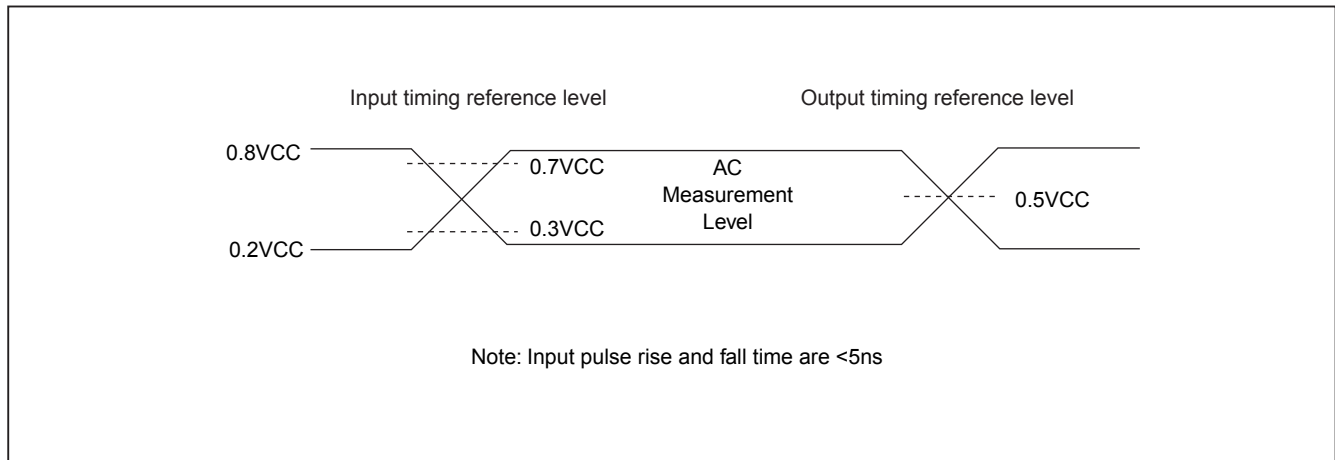 Input timing reference level
Output timing reference level
0.8VCC
0.7VCC
AC
Measurement
Level
0.5VCC
0.3VCC
0.2VCC
Note: Input pulse rise and fall time are <5ns